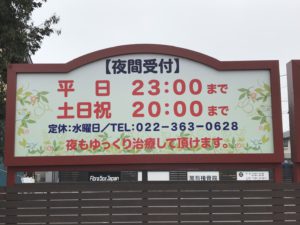 【夜間受付】
平 日 23:00まで
土日祝 20:00まで
定休:水曜日/TEL:022-363-0628
夜もゆっくり治療して頂けます。